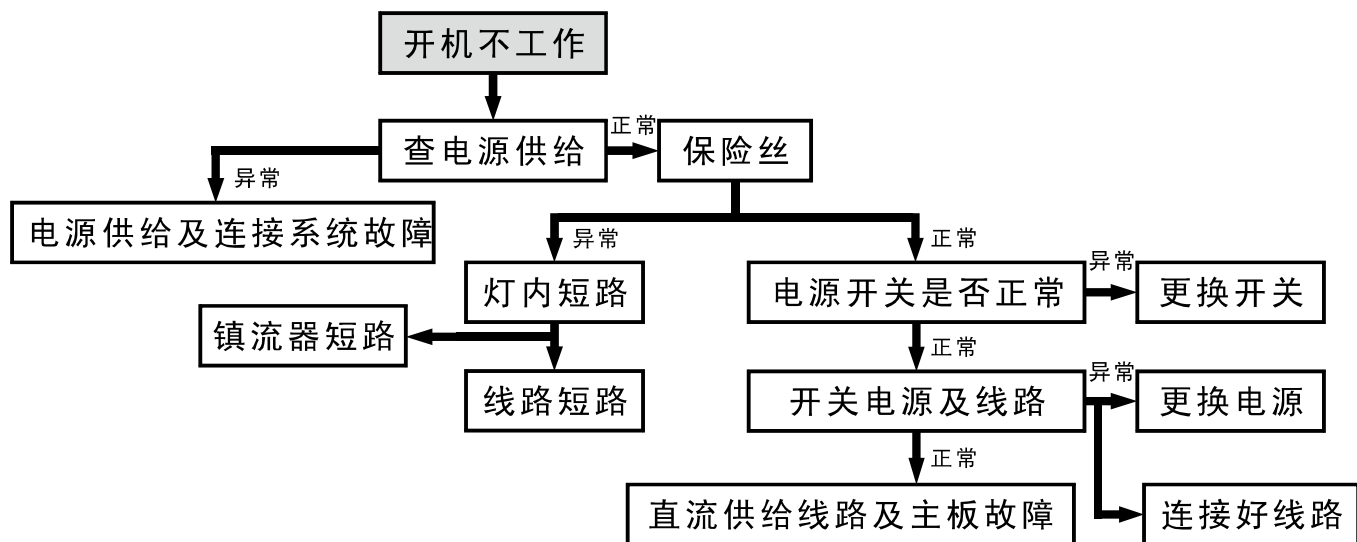 开机不工作
查电源供给
正常
保险丝
异常
电源供给及连接系统故障
异常
正常
灯内短路
电源开关是否正常
异常
更换开关
镇流器短路
正常
线路短路
开关电源及线路
异常
更换电源
正常
直流供给线路及主板故障
连接好线路